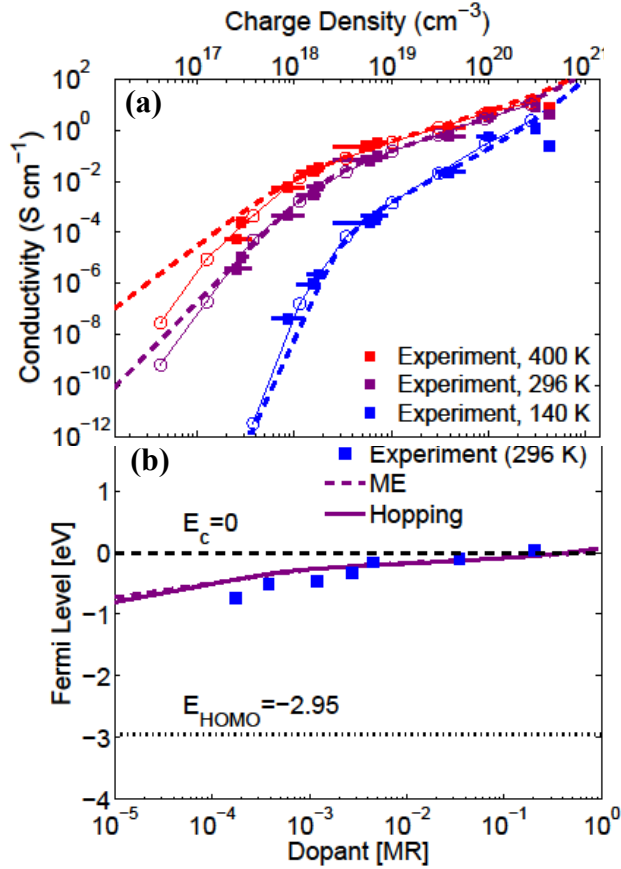 Charge Density (cm⁻³)
10¹⁷ 10¹⁸ 10¹⁹ 10²⁰ 10²¹
(a)
Conductivity (S cm⁻¹)
10²
10⁰
10⁻²
10⁻⁴
10⁻⁶
10⁻⁸
10⁻¹⁰
10⁻¹²
Experiment, 400 K
Experiment, 296 K
Experiment, 140 K
(b)
Experiment (296 K)
ME
Hopping
Fermi Level [eV]
1
0
−1
−2
−3
−4
E_c=0
E_HOMO=−2.95
10⁻⁵ 10⁻⁴ 10⁻³ 10⁻² 10⁻¹ 10⁰
Dopant [MR]